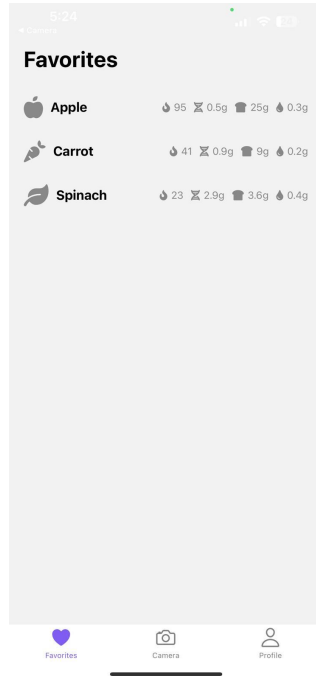 5:24
Camera
Favorites
Apple 95 0.5g 25g 0.3g
Carrot 41 0.9g 9g 0.2g
Spinach 23 2.9g 3.6g 0.4g
Favorites Camera Profile